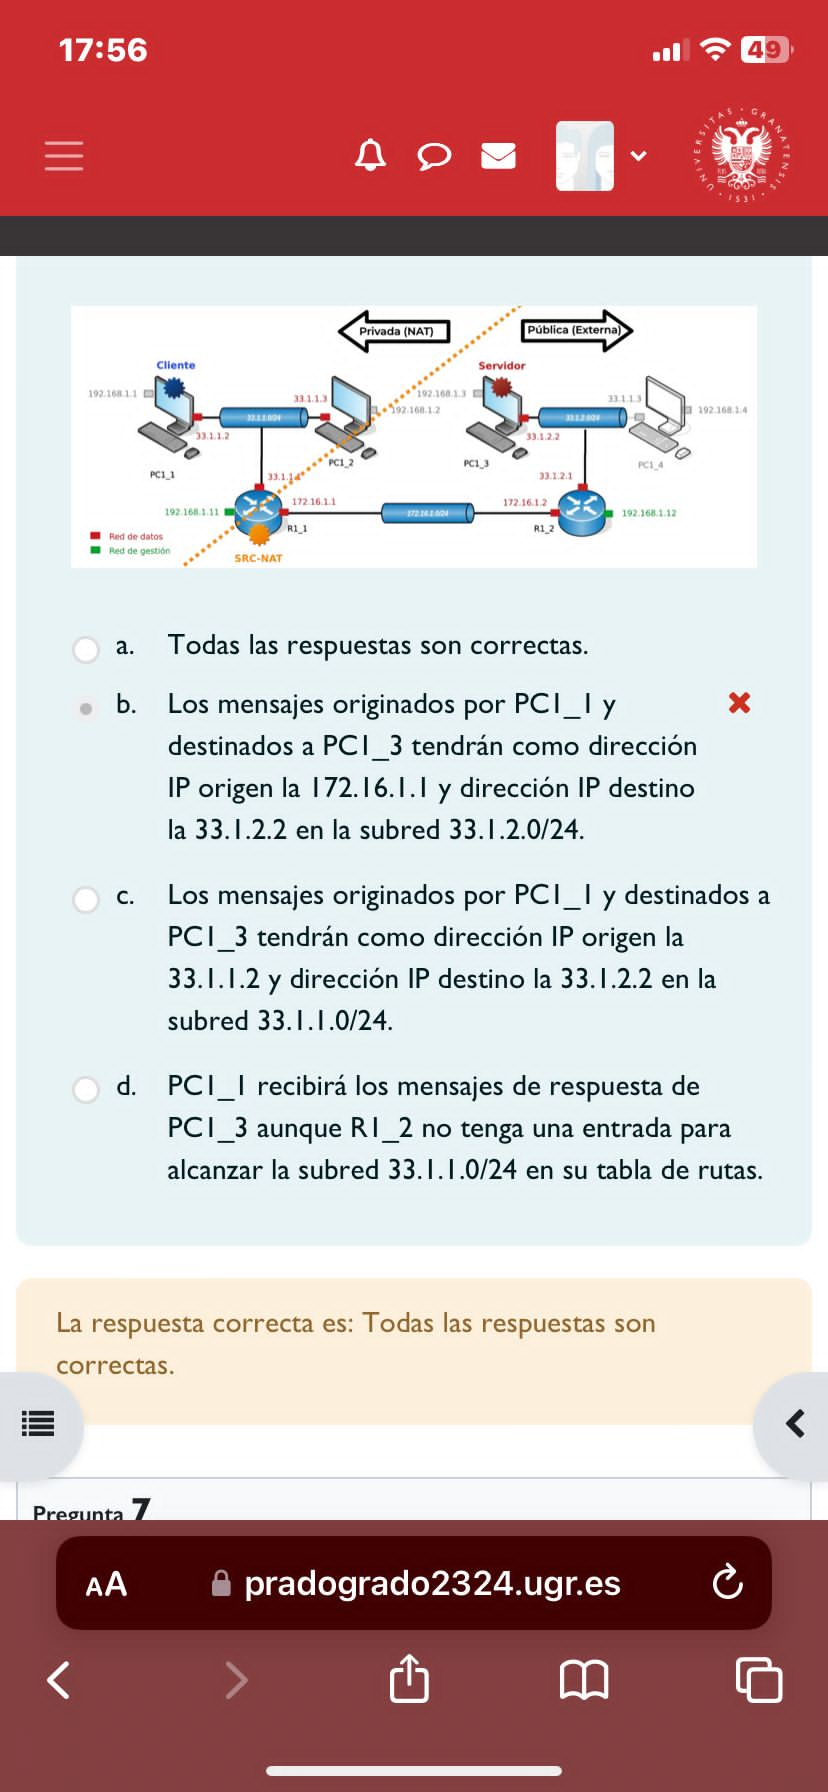 17:56
49
UNIVERSITAS · GRANATENSIS · 1531 ·
Privada (NAT)
Pública (Externa)
Cliente
Servidor
192.168.1.1
33.1.1.3
192.168.1.3
33.1.1.3
192.168.1.2
192.168.1.4
33.1.1.0/24
33.1.2.0/24
33.1.1.2
33.1.2.2
PC1_1
PC1_2
PC1_3
PC1_4
33.1.1.4
33.1.2.1
192.168.1.11
172.16.1.1
172.16.1.0/24
172.16.1.2
192.168.1.12
R1_1
R1_2
Red de datos
Red de gestión
SRC-NAT
a. Todas las respuestas son correctas.
b. Los mensajes originados por PC1_1 y
destinados a PC1_3 tendrán como dirección
IP origen la 172.16.1.1 y dirección IP destino
la 33.1.2.2 en la subred 33.1.2.0/24.
c. Los mensajes originados por PC1_1 y destinados a
PC1_3 tendrán como dirección IP origen la
33.1.1.2 y dirección IP destino la 33.1.2.2 en la
subred 33.1.1.0/24.
d. PC1_1 recibirá los mensajes de respuesta de
PC1_3 aunque R1_2 no tenga una entrada para
alcanzar la subred 33.1.1.0/24 en su tabla de rutas.
La respuesta correcta es: Todas las respuestas son
correctas.
Pregunta 7
AA pradogrado2324.ugr.es